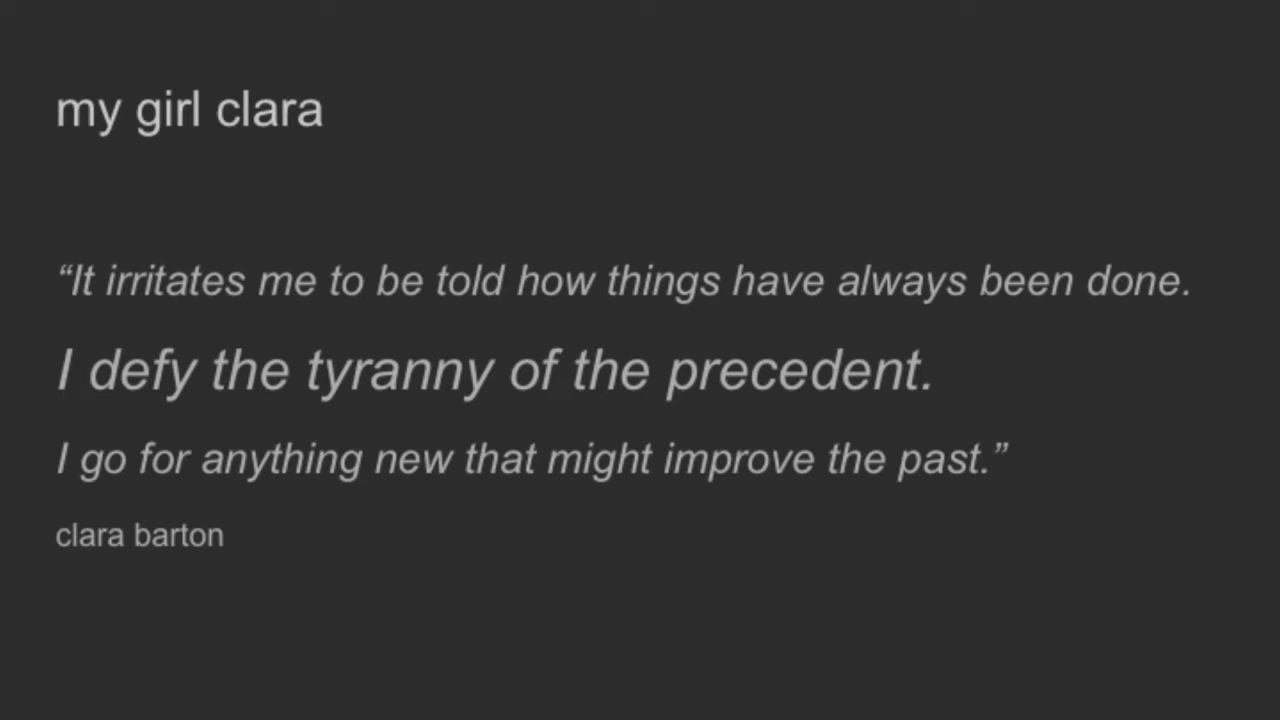 my girl clara
“It irritates me to be told how things have always been done.
I defy the tyranny of the precedent.
I go for anything new that might improve the past.”
clara barton